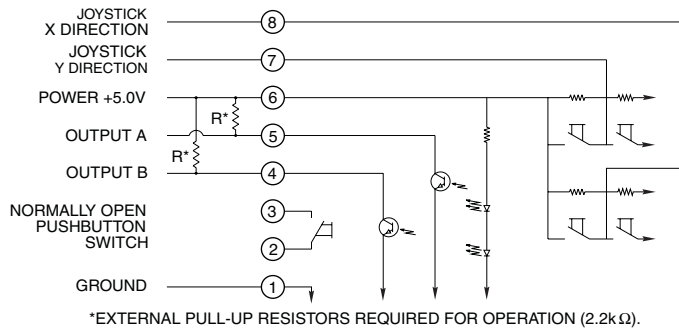 JOYSTICK
X DIRECTION
8
JOYSTICK
Y DIRECTION
7
POWER +5.0V
6
R*
OUTPUT A
5
R*
OUTPUT B
4
NORMALLY OPEN
PUSHBUTTON
SWITCH
3
2
GROUND
1
*EXTERNAL PULL-UP RESISTORS REQUIRED FOR OPERATION (2.2kΩ).